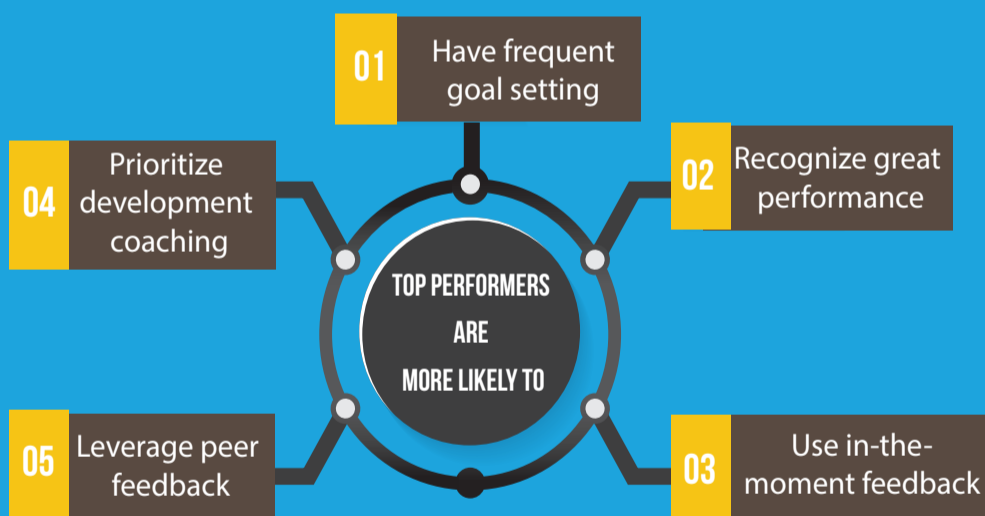 01
Have frequent
goal setting
02
Recognize great
performance
04
Prioritize
development
coaching
TOP PERFORMERS
ARE
MORE LIKELY TO
05
Leverage peer
feedback
03
Use in-the-
moment feedback